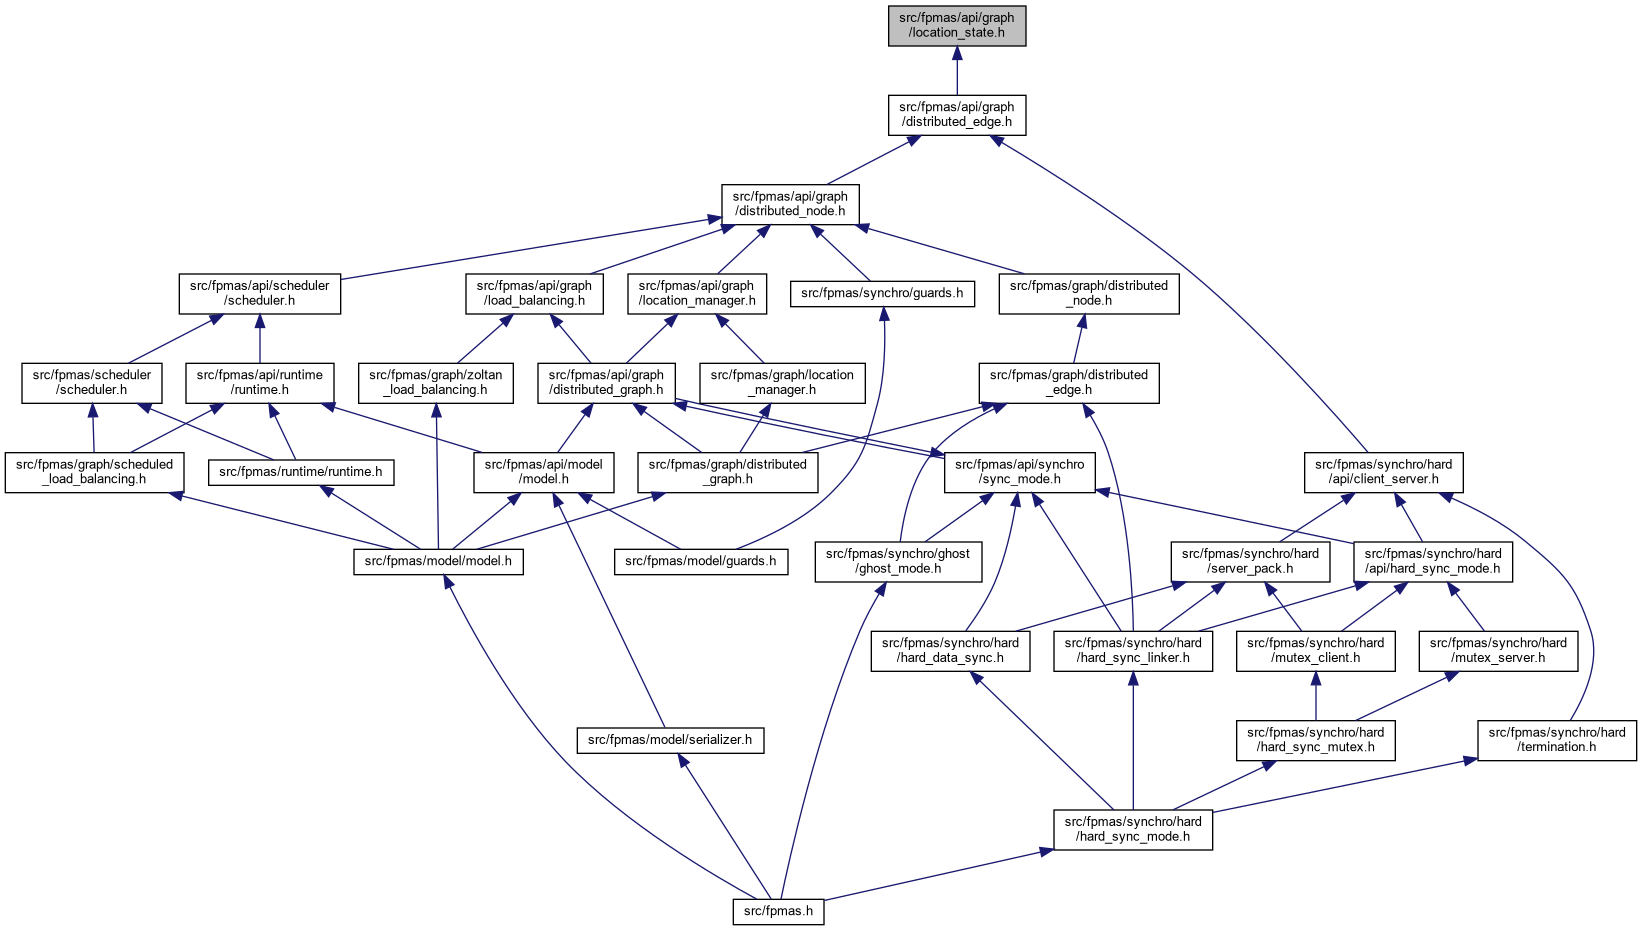 src/fpmas/api/graph
/location_state.h
src/fpmas/api/graph
/distributed_edge.h
src/fpmas/api/graph
/distributed_node.h
src/fpmas/api/scheduler
/scheduler.h
src/fpmas/api/graph
/load_balancing.h
src/fpmas/api/graph
/location_manager.h
src/fpmas/synchro/guards.h
src/fpmas/graph/distributed
_node.h
src/fpmas/scheduler
/scheduler.h
src/fpmas/api/runtime
/runtime.h
src/fpmas/graph/zoltan
_load_balancing.h
src/fpmas/api/graph
/distributed_graph.h
src/fpmas/graph/location
_manager.h
src/fpmas/graph/distributed
_edge.h
src/fpmas/graph/scheduled
_load_balancing.h
src/fpmas/runtime/runtime.h
src/fpmas/api/model
/model.h
src/fpmas/graph/distributed
_graph.h
src/fpmas/api/synchro
/sync_mode.h
src/fpmas/synchro/hard
/api/client_server.h
src/fpmas/model/model.h
src/fpmas/model/guards.h
src/fpmas/synchro/ghost
/ghost_mode.h
src/fpmas/synchro/hard
/server_pack.h
src/fpmas/synchro/hard
/api/hard_sync_mode.h
src/fpmas/synchro/hard
/hard_data_sync.h
src/fpmas/synchro/hard
/hard_sync_linker.h
src/fpmas/synchro/hard
/mutex_client.h
src/fpmas/synchro/hard
/mutex_server.h
src/fpmas/model/serializer.h
src/fpmas/synchro/hard
/hard_sync_mutex.h
src/fpmas/synchro/hard
/termination.h
src/fpmas/synchro/hard
/hard_sync_mode.h
src/fpmas.h